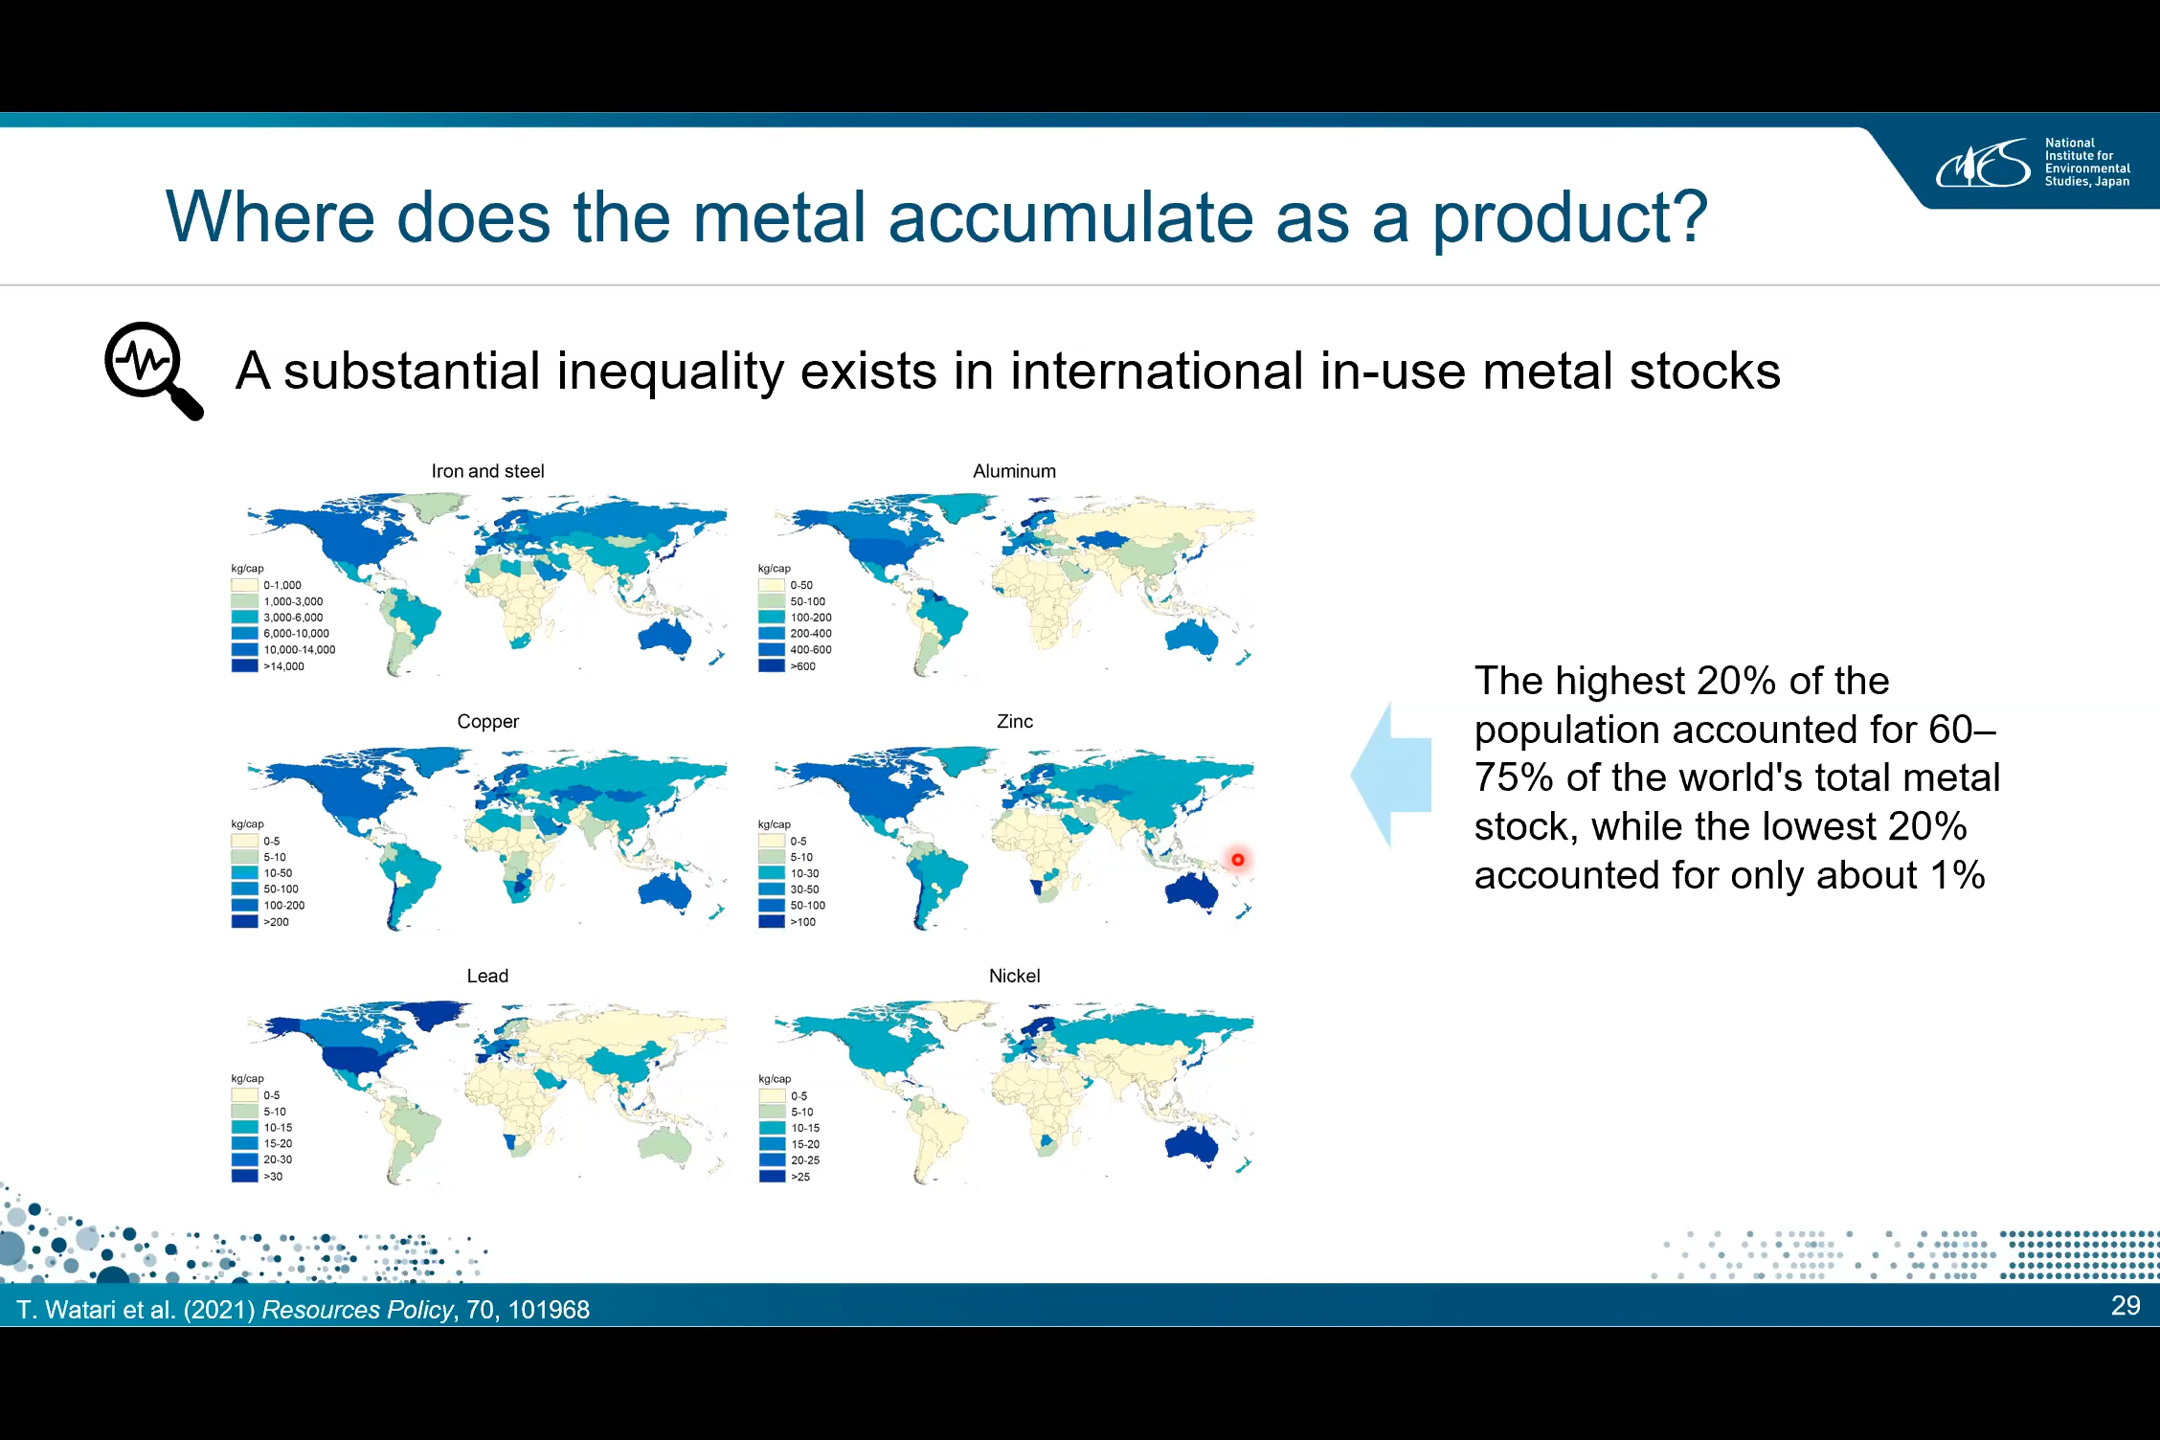 National
Institute for
Environmental
Studies, Japan
Where does the metal accumulate as a product?
A substantial inequality exists in international in-use metal stocks
Iron and steel
kg/cap
0-1,000
1,000-3,000
3,000-6,000
6,000-10,000
10,000-14,000
>14,000
Aluminum
kg/cap
0-50
50-100
100-200
200-400
400-600
>600
Copper
kg/cap
0-5
5-10
10-50
50-100
100-200
>200
Zinc
kg/cap
0-5
5-10
10-30
30-50
50-100
>100
Lead
kg/cap
0-5
5-10
10-15
15-20
20-30
>30
Nickel
kg/cap
0-5
5-10
10-15
15-20
20-25
>25
The highest 20% of the
population accounted for 60–
75% of the world's total metal
stock, while the lowest 20%
accounted for only about 1%
T. Watari et al. (2021) Resources Policy, 70, 101968
29